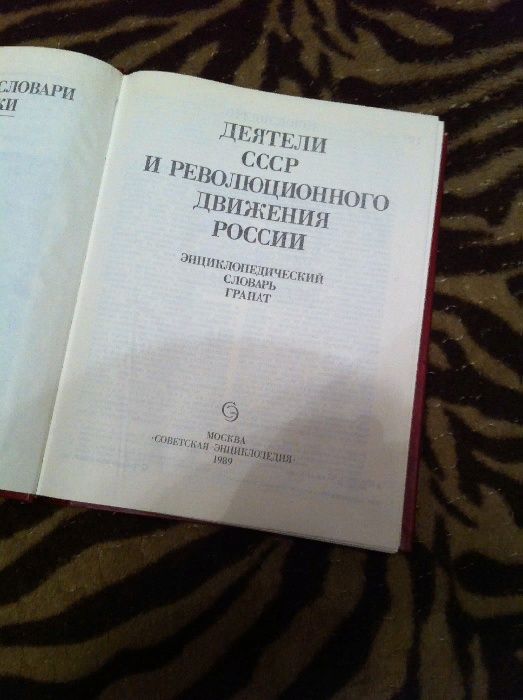 СЛОВАРИ
КИ
ДЕЯТЕЛИ
СССР
И РЕВОЛЮЦИОННОГО
ДВИЖЕНИЯ
РОССИИ
ЭНЦИКЛОПЕДИЧЕСКИЙ
СЛОВАРЬ
ГРАНАТ
МОСКВА
«СОВЕТСКАЯ ЭНЦИКЛОПЕДИЯ»
1989